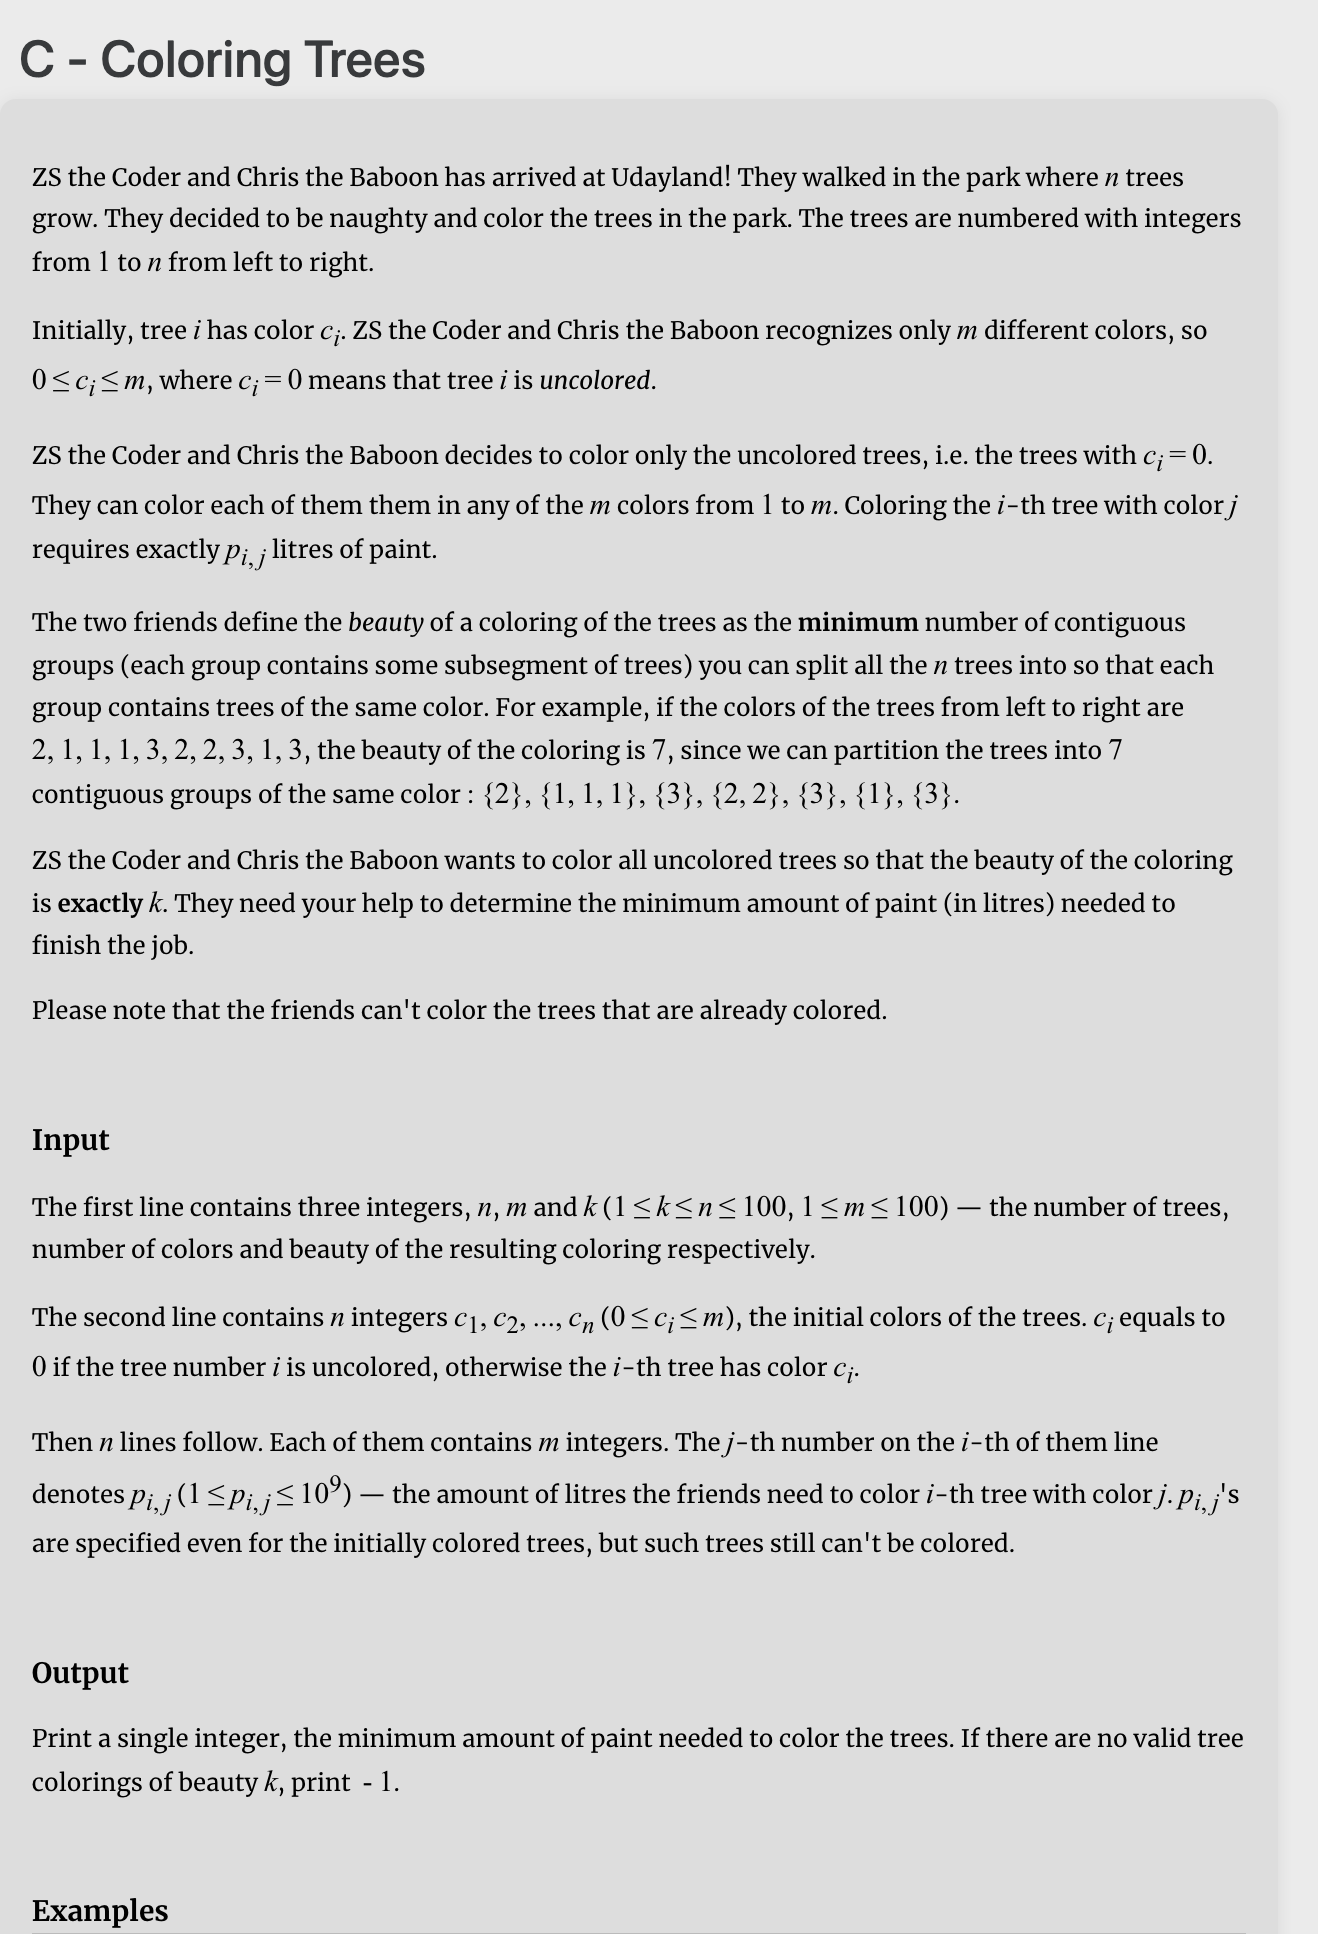 C - Coloring Trees
ZS the Coder and Chris the Baboon has arrived at Udayland! They walked in the park where n trees
grow. They decided to be naughty and color the trees in the park. The trees are numbered with integers
from 1 to n from left to right.
Initially, tree i has color c_i. ZS the Coder and Chris the Baboon recognizes only m different colors, so
0 ≤ c_i ≤ m, where c_i = 0 means that tree i is uncolored.
ZS the Coder and Chris the Baboon decides to color only the uncolored trees, i.e. the trees with c_i = 0.
They can color each of them them in any of the m colors from 1 to m. Coloring the i-th tree with color j
requires exactly p_{i, j} litres of paint.
The two friends define the beauty of a coloring of the trees as the minimum number of contiguous
groups (each group contains some subsegment of trees) you can split all the n trees into so that each
group contains trees of the same color. For example, if the colors of the trees from left to right are
2, 1, 1, 1, 3, 2, 2, 3, 1, 3, the beauty of the coloring is 7, since we can partition the trees into 7
contiguous groups of the same color : {2}, {1, 1, 1}, {3}, {2, 2}, {3}, {1}, {3}.
ZS the Coder and Chris the Baboon wants to color all uncolored trees so that the beauty of the coloring
is exactly k. They need your help to determine the minimum amount of paint (in litres) needed to
finish the job.
Please note that the friends can't color the trees that are already colored.
Input
The first line contains three integers, n, m and k (1 ≤ k ≤ n ≤ 100, 1 ≤ m ≤ 100) — the number of trees,
number of colors and beauty of the resulting coloring respectively.
The second line contains n integers c_1, c_2, ..., c_n (0 ≤ c_i ≤ m), the initial colors of the trees. c_i equals to
0 if the tree number i is uncolored, otherwise the i-th tree has color c_i.
Then n lines follow. Each of them contains m integers. The j-th number on the i-th of them line
denotes p_{i, j} (1 ≤ p_{i, j} ≤ 10^9) — the amount of litres the friends need to color i-th tree with color j. p_{i, j}'s
are specified even for the initially colored trees, but such trees still can't be colored.
Output
Print a single integer, the minimum amount of paint needed to color the trees. If there are no valid tree
colorings of beauty k, print - 1.
Examples